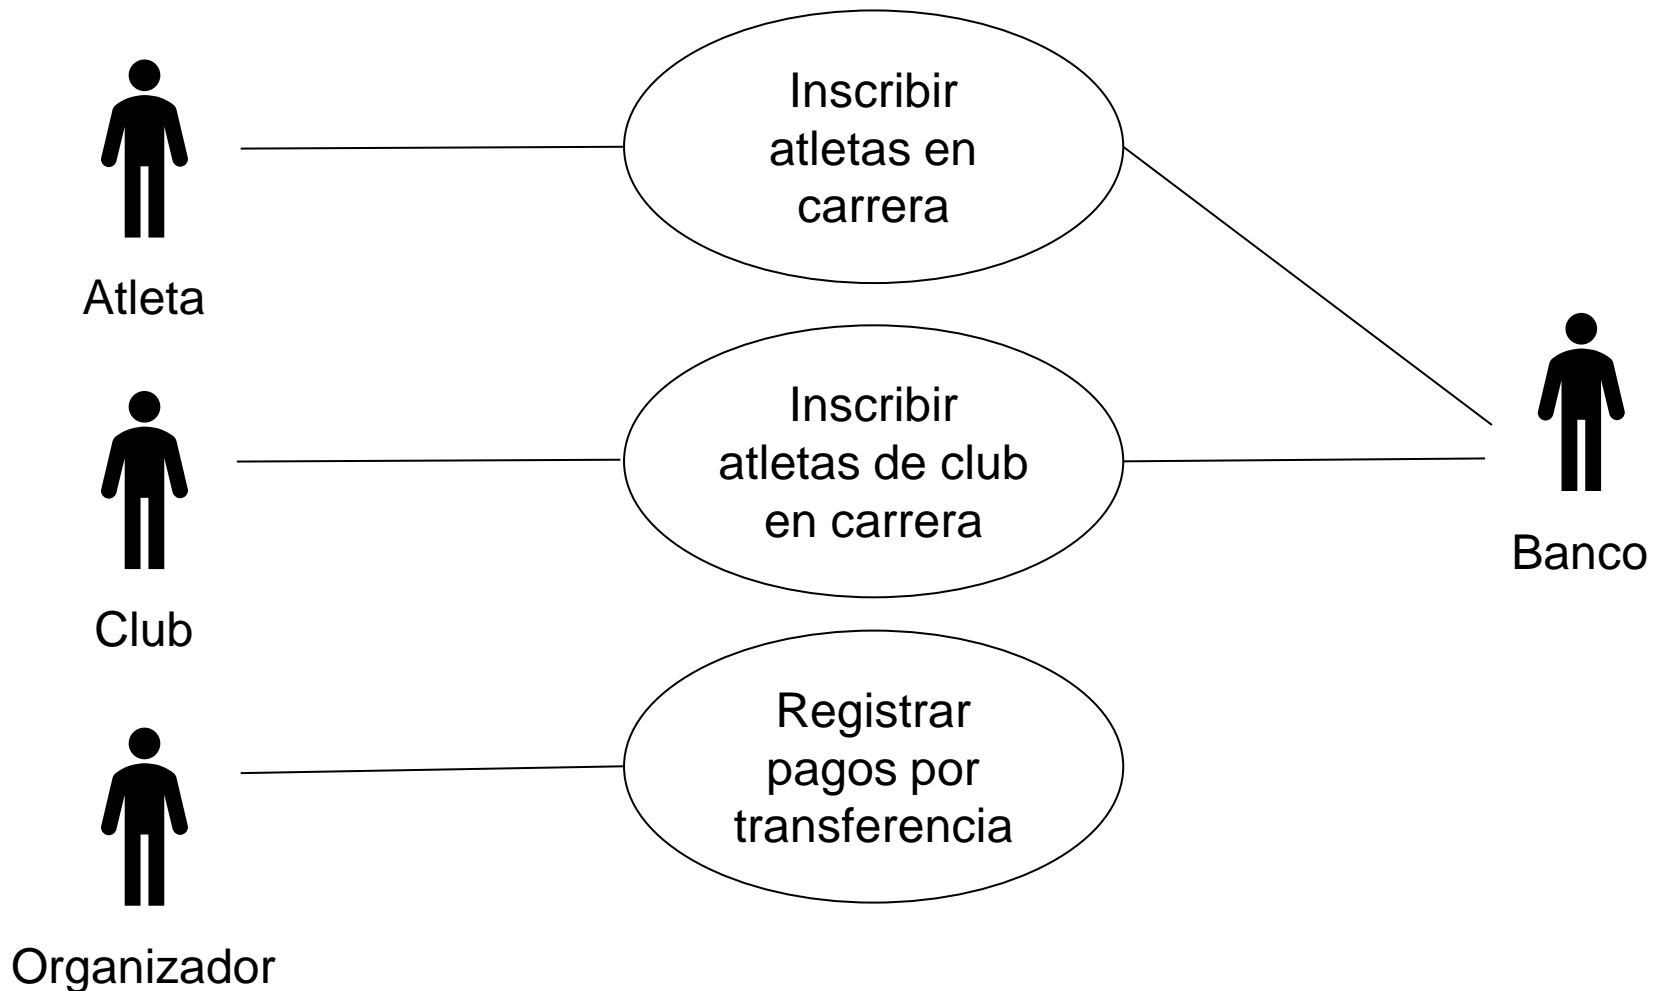 Inscribir
atletas en
carrera
Atleta
Inscribir
atletas de club
en carrera
Banco
Club
Registrar
pagos por
transferencia
Organizador